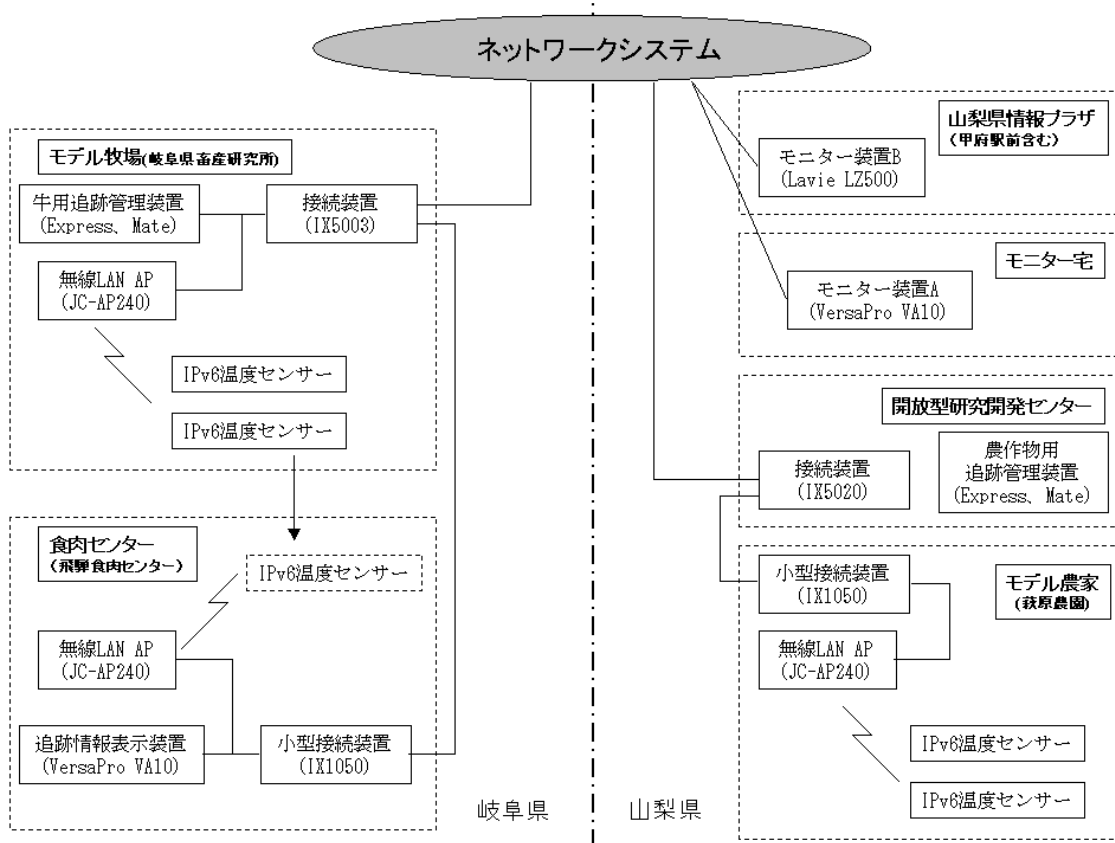 ネットワークシステム
モデル牧場(岐阜県畜産研究所)
牛用追跡管理装置
(Express、Mate)
接続装置
(IX5003)
無線LAN AP
(JC-AP240)
IPv6温度センサー
IPv6温度センサー
食肉センター
(飛騨食肉センター)
IPv6温度センサー
無線LAN AP
(JC-AP240)
追跡情報表示装置
(VersaPro VA10)
小型接続装置
(IX1050)
岐阜県
山梨県情報プラザ
(甲府駅前含む)
モニター装置B
(Lavie LZ500)
モニター宅
モニター装置A
(VersaPro VA10)
開放型研究開発センター
接続装置
(IX5020)
農作物用
追跡管理装置
(Express、Mate)
小型接続装置
(IX1050)
モデル農家
(萩原農園)
無線LAN AP
(JC-AP240)
IPv6温度センサー
IPv6温度センサー
山梨県